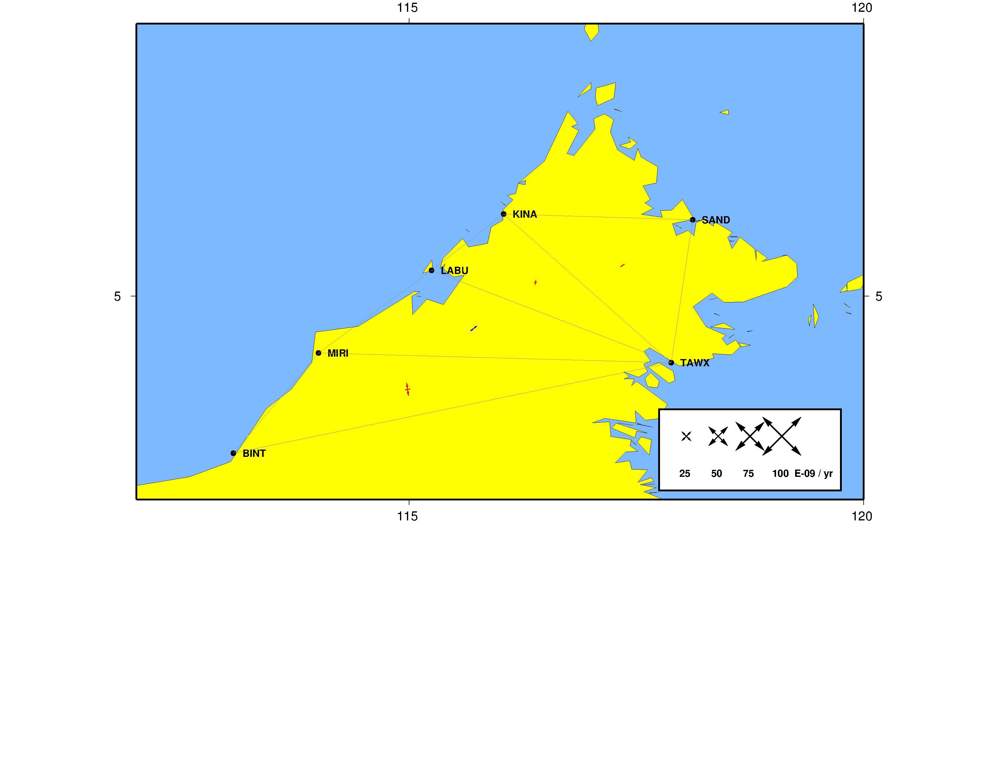 115 120
KINA
SAND
LABU
5 5
MIRI
TAWX
BINT
25 50 75 100 E-09 / yr
115 120